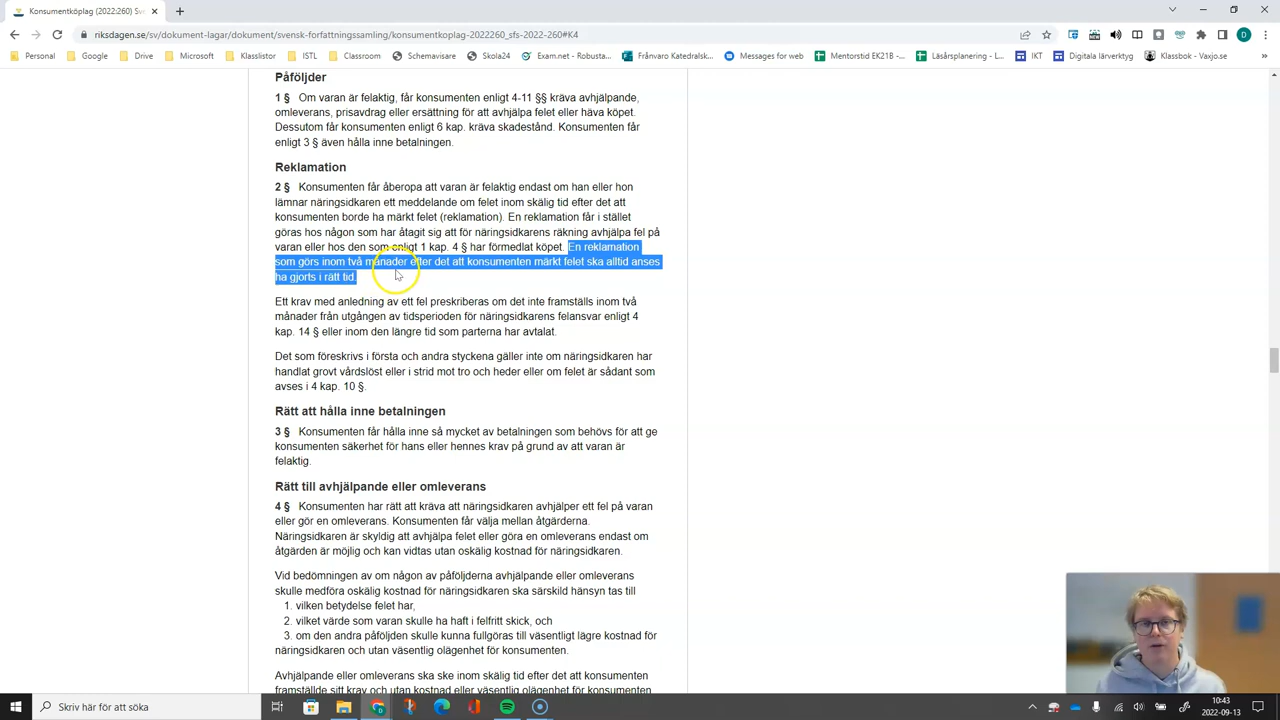 Konsumentköplag (2022:260) Sve
riksdagen.se/sv/dokument-lagar/dokument/svensk-forfattningssamling/konsumentkoplag-2022260_sfs-2022-260#K4
D
Personal
Google
Drive
Microsoft
Klasslistor
ISTL
Classroom
Schemavisare
Skola24
Exam.net - Robusta...
Frånvaro Katedralsk...
Messages for web
Mentorstid EK21B -...
Läsårsplanering - L...
IKT
Digitala lärverktyg
Klassbok - Vaxjo.se
»
Påföljder
1 § Om varan är felaktig, får konsumenten enligt 4-11 §§ kräva avhjälpande,
omleverans, prisavdrag eller ersättning för att avhjälpa felet eller häva köpet.
Dessutom får konsumenten enligt 6 kap. kräva skadestånd. Konsumenten får
enligt 3 § även hålla inne betalningen.
Reklamation
2 § Konsumenten får åberopa att varan är felaktig endast om han eller hon
lämnar näringsidkaren ett meddelande om felet inom skälig tid efter det att
konsumenten borde ha märkt felet (reklamation). En reklamation får i stället
göras hos någon som har åtagit sig att för näringsidkarens räkning avhjälpa fel på
varan eller hos den som enligt 1 kap. 4 § har förmedlat köpet. En reklamation
som görs inom två månader efter det att konsumenten märkt felet ska alltid anses
ha gjorts i rätt tid.
Ett krav med anledning av ett fel preskriberas om det inte framställs inom två
månader från utgången av tidsperioden för näringsidkarens felansvar enligt 4
kap. 14 § eller inom den längre tid som parterna har avtalat.
Det som föreskrivs i första och andra styckena gäller inte om näringsidkaren har
handlat grovt vårdslöst eller i strid mot tro och heder eller om felet är sådant som
avses i 4 kap. 10 §.
Rätt att hålla inne betalningen
3 § Konsumenten får hålla inne så mycket av betalningen som behövs för att ge
konsumenten säkerhet för hans eller hennes krav på grund av att varan är
felaktig.
Rätt till avhjälpande eller omleverans
4 § Konsumenten har rätt att kräva att näringsidkaren avhjälper ett fel på varan
eller gör en omleverans. Konsumenten får välja mellan åtgärderna.
Näringsidkaren är skyldig att avhjälpa felet eller göra en omleverans endast om
åtgärden är möjlig och kan vidtas utan oskälig kostnad för näringsidkaren.
Vid bedömningen av om någon av påföljderna avhjälpande eller omleverans
skulle medföra oskälig kostnad för näringsidkaren ska särskild hänsyn tas till
1. vilken betydelse felet har,
2. vilket värde som varan skulle ha haft i felfritt skick, och
3. om den andra påföljden skulle kunna fullgöras till väsentligt lägre kostnad för
näringsidkaren och utan väsentlig olägenhet för konsumenten.
Avhjälpande eller omleverans ska ske inom skälig tid efter det att konsumenten
framställde sitt krav och utan kostnad eller väsentlig olägenhet för konsumenten
Skriv här för att söka
10:43
2022-09-13